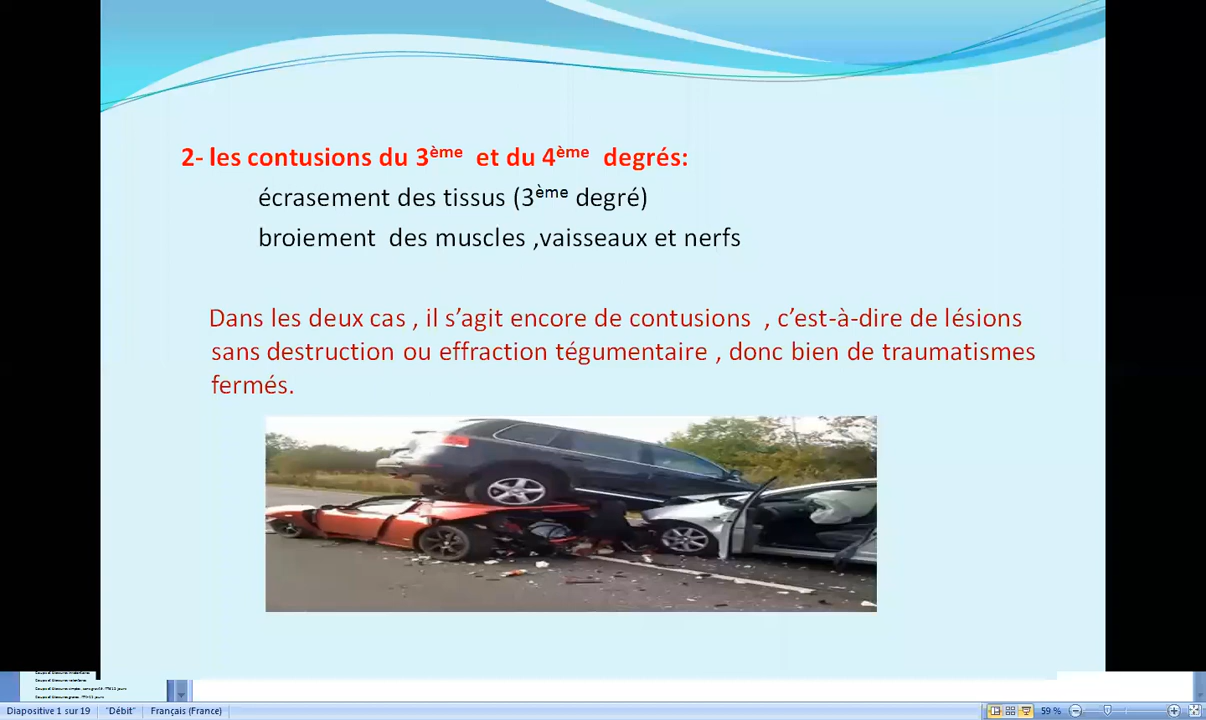 2- les contusions du 3ème et du 4ème degrés:
écrasement des tissus (3ème degré)
broiement des muscles ,vaisseaux et nerfs
Dans les deux cas , il s’agit encore de contusions , c’est-à-dire de lésions
sans destruction ou effraction tégumentaire , donc bien de traumatismes
fermés.
Diapositive 1 sur 19 "Débit" Français (France) 59 %